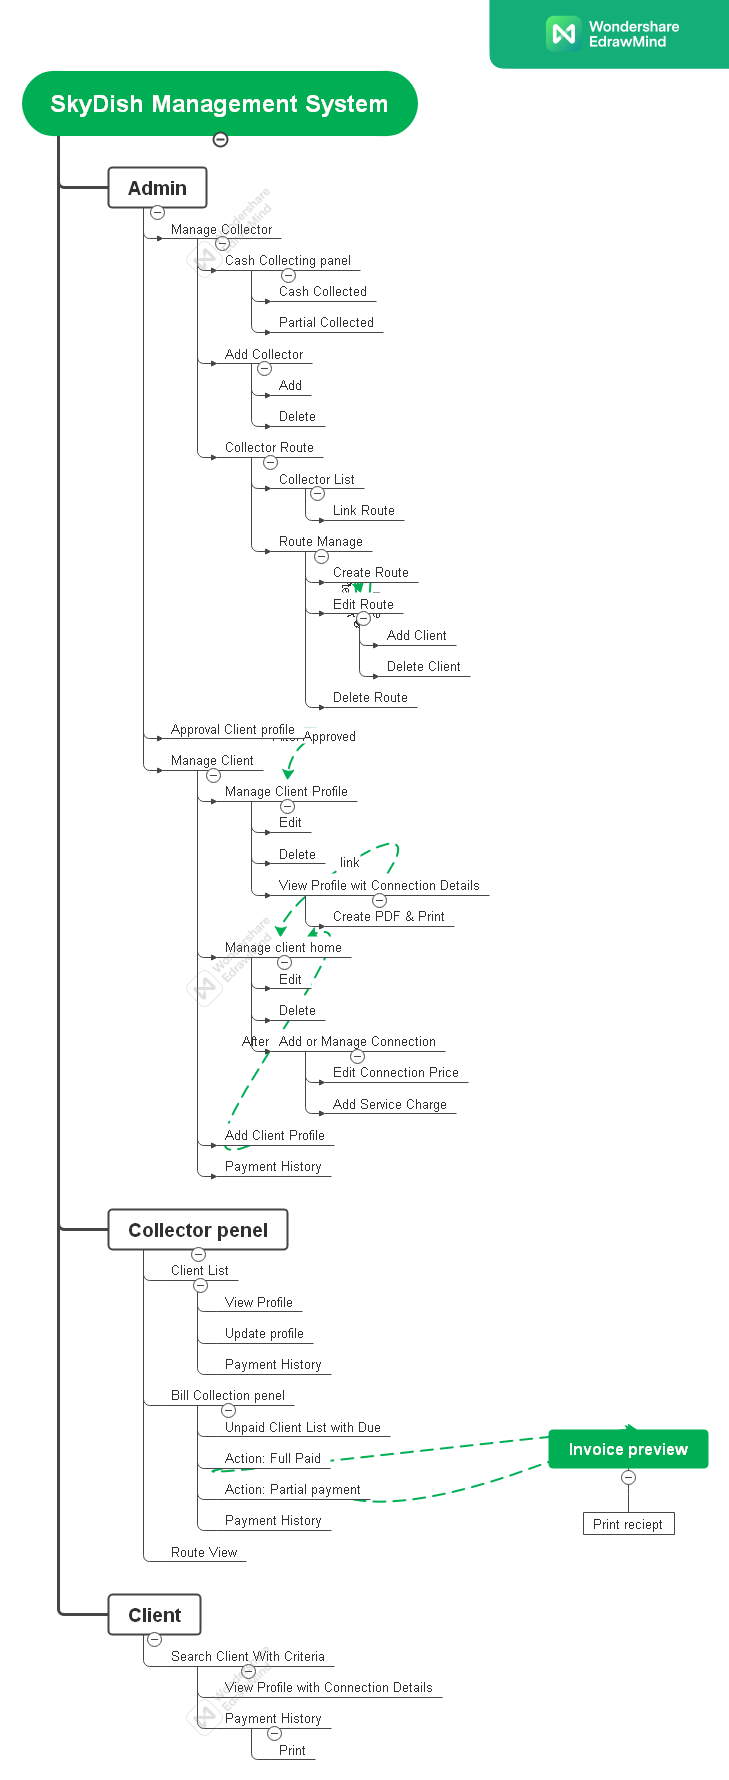 Wondershare
EdrawMind
SkyDish Management System
Admin
Manage Collector
Cash Collecting panel
Cash Collected
Partial Collected
Add Collector
Add
Delete
Collector Route
Collector List
Link Route
Route Manage
Create Route
Edit Route
Add Client
Delete Client
Delete Route
Approval Client profile
Approved
Manage Client
Manage Client Profile
Edit
Delete
link
View Profile wit Connection Details
Create PDF & Print
Manage client home
Edit
Delete
After
Add or Manage Connection
Edit Connection Price
Add Service Charge
Add Client Profile
Payment History
Collector penel
Client List
View Profile
Update profile
Payment History
Bill Collection penel
Unpaid Client List with Due
Action: Full Paid
Invoice preview
Action: Partial payment
Payment History
Print reciept
Route View
Client
Search Client With Criteria
View Profile with Connection Details
Payment History
Print
Wondershare
EdrawMind
Wondershare
EdrawMind
Wondershare
EdrawMind